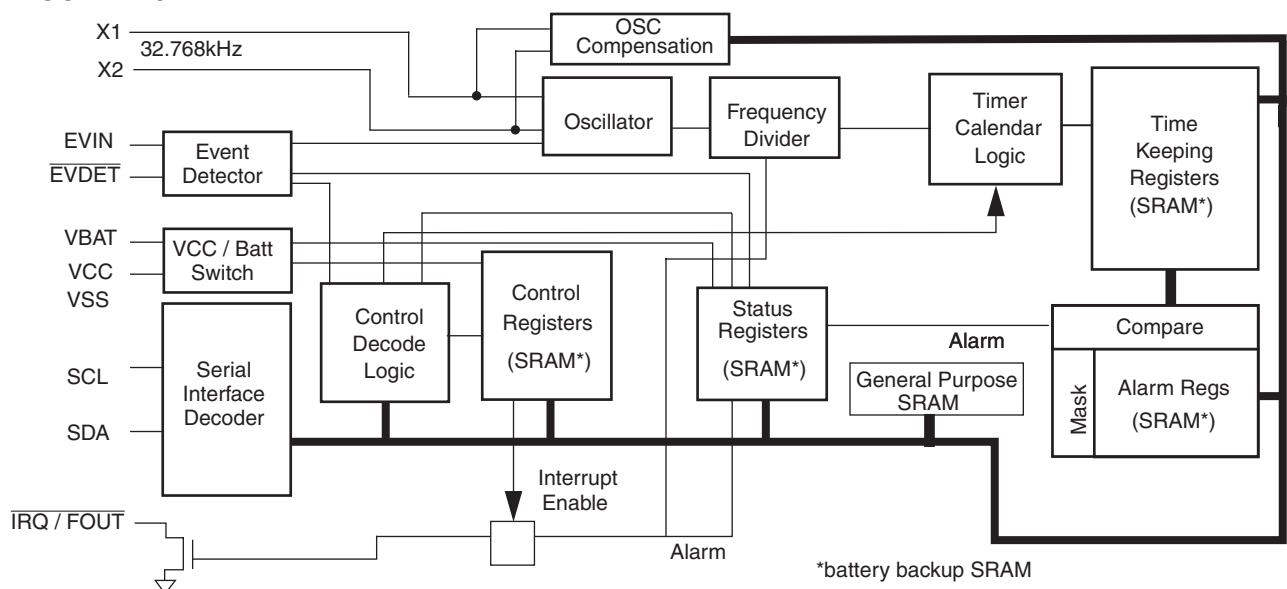 X1
32.768kHz
X2
OSC
Compensation
Oscillator
Frequency
Divider
Timer
Calendar
Logic
Time
Keeping
Registers
(SRAM*)
EVIN
EVDET
Event
Detector
VBAT
VCC
VSS
VCC / Batt
Switch
Control
Decode
Logic
Control
Registers
(SRAM*)
Status
Registers
(SRAM*)
Alarm
Compare
Mask
Alarm Regs
(SRAM*)
General Purpose
SRAM
SCL
SDA
Serial
Interface
Decoder
Interrupt
Enable
IRQ / FOUT
Alarm
*battery backup SRAM